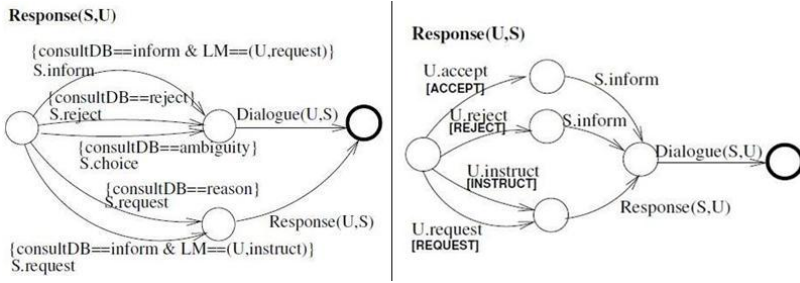 Response(S,U)
{consultDB==inform & LM==(U,request)}
S.inform
{consultDB==reject}
S.reject
Dialogue(U,S)
{consultDB==ambiguity}
S.choice
{consultDB==reason}
S.request
Response(U,S)
{consultDB==inform & LM==(U,instruct)}
S.request
Response(U,S)
U.accept
[ACCEPT]
S.inform
U.reject
[REJECT]
S.inform
U.instruct
[INSTRUCT]
Dialogue(S,U)
Response(S,U)
U.request
[REQUEST]